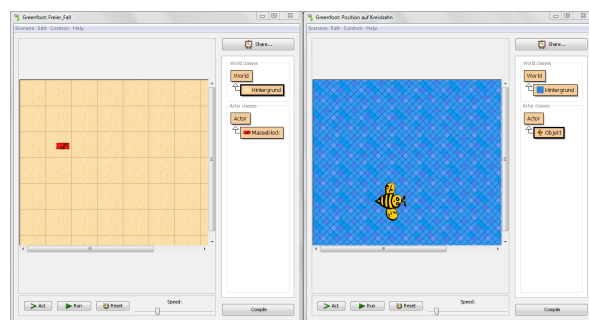 Greenfoot: Freier_Fall
Scenario Edit Controls Help
Share...
World classes
World
Hintergrund
Actor classes
Actor
Masseblock
Act
Run
Reset
Speed:
Compile
Greenfoot: Position auf Kreisbahn
Scenario Edit Controls Help
Share...
World classes
World
Hintergrund
Actor classes
Actor
Objekt
Act
Run
Reset
Speed:
Compile